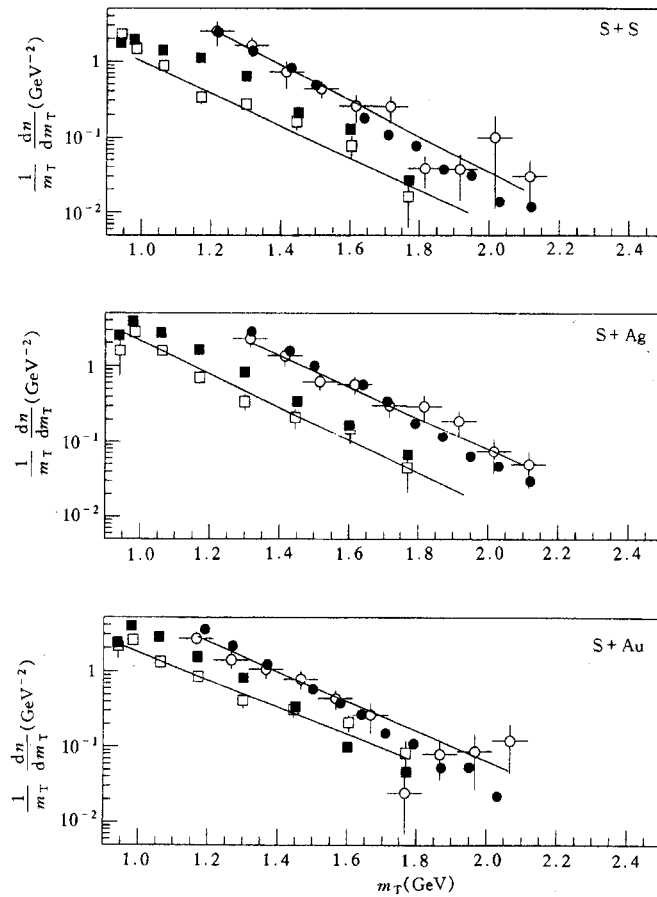 S + S
1/m_T dn/dm_T (GeV⁻²)
1
10⁻¹
10⁻²
1.0 1.2 1.4 1.6 1.8 2.0 2.2 2.4
S + Ag
1/m_T dn/dm_T (GeV⁻²)
1
10⁻¹
10⁻²
1.0 1.2 1.4 1.6 1.8 2.0 2.2 2.4
S + Au
1/m_T dn/dm_T (GeV⁻²)
1
10⁻¹
10⁻²
1.0 1.2 1.4 1.6 1.8 2.0 2.2 2.4
m_T(GeV)